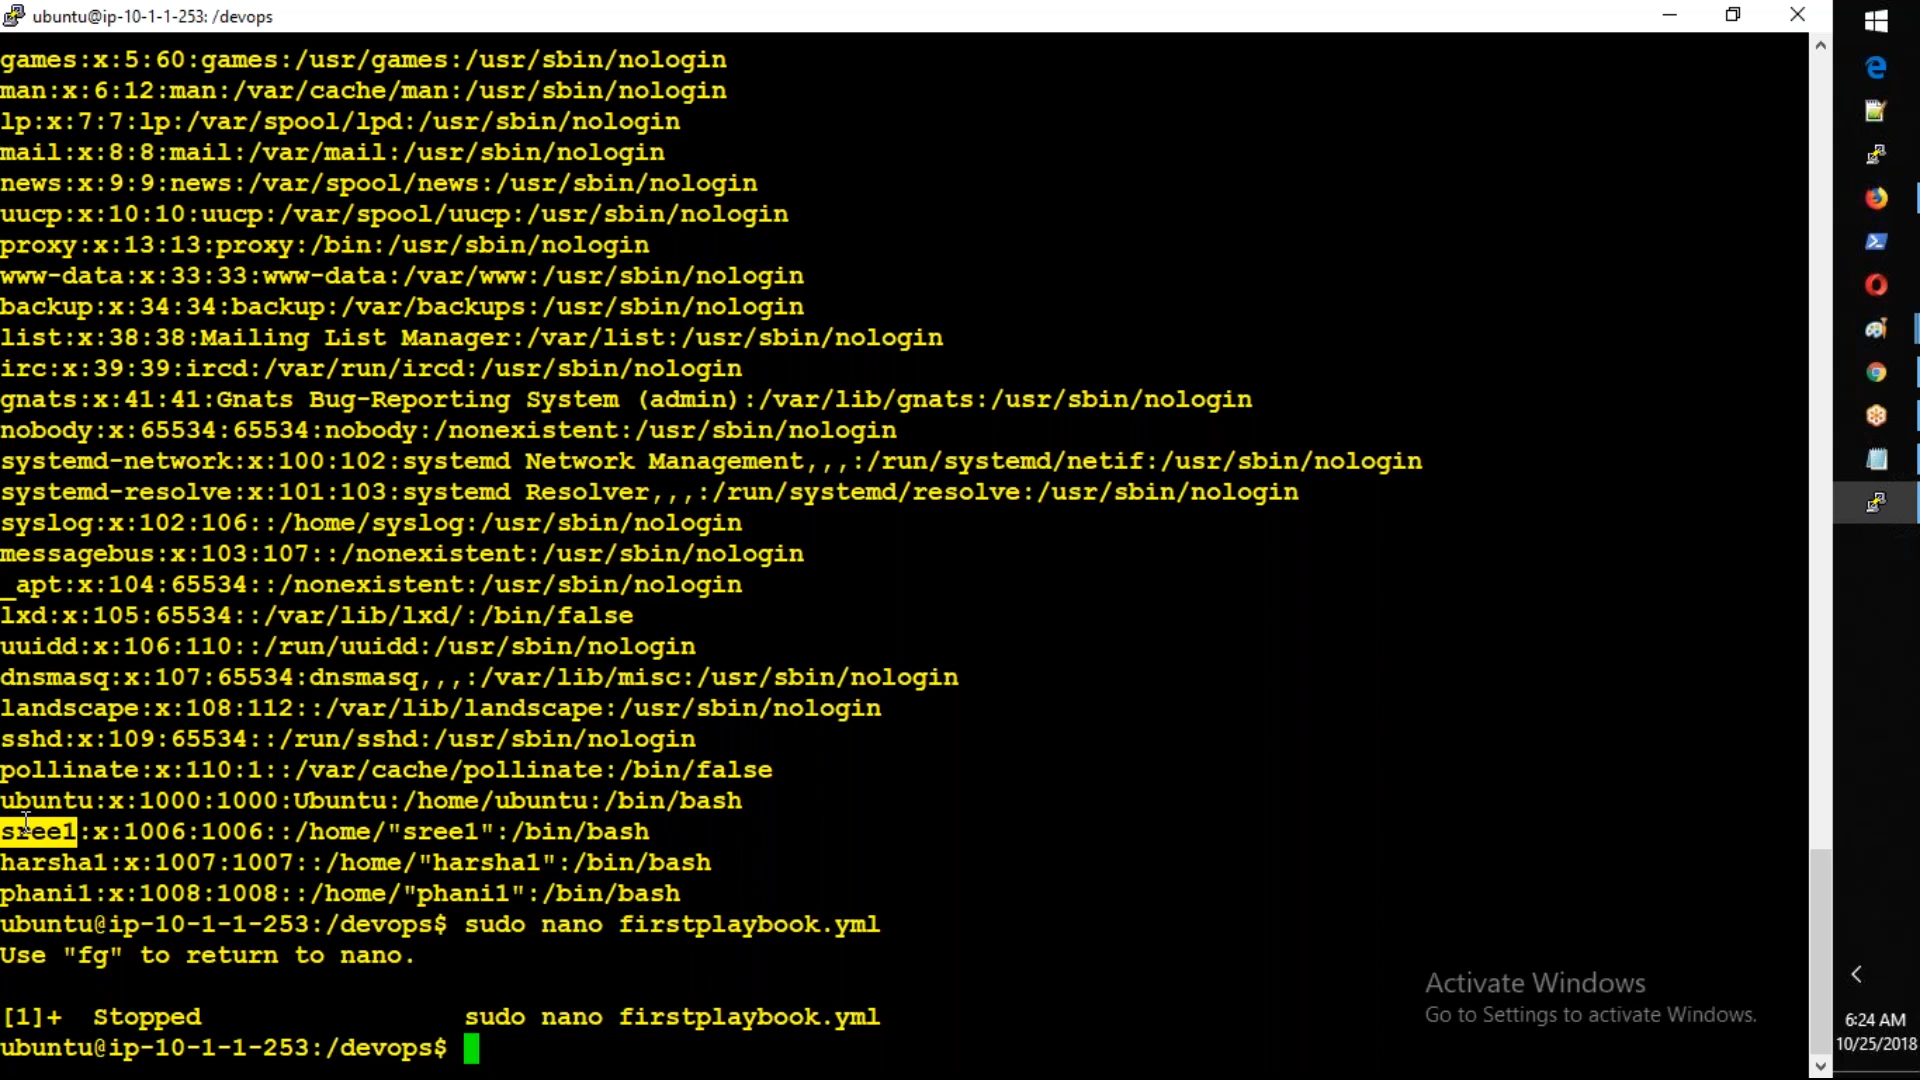 ubuntu@ip-10-1-1-253: /devops
games:x:5:60:games:/usr/games:/usr/sbin/nologin
man:x:6:12:man:/var/cache/man:/usr/sbin/nologin
lp:x:7:7:lp:/var/spool/lpd:/usr/sbin/nologin
mail:x:8:8:mail:/var/mail:/usr/sbin/nologin
news:x:9:9:news:/var/spool/news:/usr/sbin/nologin
uucp:x:10:10:uucp:/var/spool/uucp:/usr/sbin/nologin
proxy:x:13:13:proxy:/bin:/usr/sbin/nologin
www-data:x:33:33:www-data:/var/www:/usr/sbin/nologin
backup:x:34:34:backup:/var/backups:/usr/sbin/nologin
list:x:38:38:Mailing List Manager:/var/list:/usr/sbin/nologin
irc:x:39:39:ircd:/var/run/ircd:/usr/sbin/nologin
gnats:x:41:41:Gnats Bug-Reporting System (admin):/var/lib/gnats:/usr/sbin/nologin
nobody:x:65534:65534:nobody:/nonexistent:/usr/sbin/nologin
systemd-network:x:100:102:systemd Network Management,,,:/run/systemd/netif:/usr/sbin/nologin
systemd-resolve:x:101:103:systemd Resolver,,,:/run/systemd/resolve:/usr/sbin/nologin
syslog:x:102:106::/home/syslog:/usr/sbin/nologin
messagebus:x:103:107::/nonexistent:/usr/sbin/nologin
_apt:x:104:65534::/nonexistent:/usr/sbin/nologin
lxd:x:105:65534::/var/lib/lxd/:/bin/false
uuidd:x:106:110::/run/uuidd:/usr/sbin/nologin
dnsmasq:x:107:65534:dnsmasq,,,:/var/lib/misc:/usr/sbin/nologin
landscape:x:108:112::/var/lib/landscape:/usr/sbin/nologin
sshd:x:109:65534::/run/sshd:/usr/sbin/nologin
pollinate:x:110:1::/var/cache/pollinate:/bin/false
ubuntu:x:1000:1000:Ubuntu:/home/ubuntu:/bin/bash
sree1:x:1006:1006::/home/"sree1":/bin/bash
harsha1:x:1007:1007::/home/"harsha1":/bin/bash
phani1:x:1008:1008::/home/"phani1":/bin/bash
ubuntu@ip-10-1-1-253:/devops$ sudo nano firstplaybook.yml
Use "fg" to return to nano.
[1]+  Stopped                 sudo nano firstplaybook.yml
ubuntu@ip-10-1-1-253:/devops$
Activate Windows
Go to Settings to activate Windows.
6:24 AM
10/25/2018